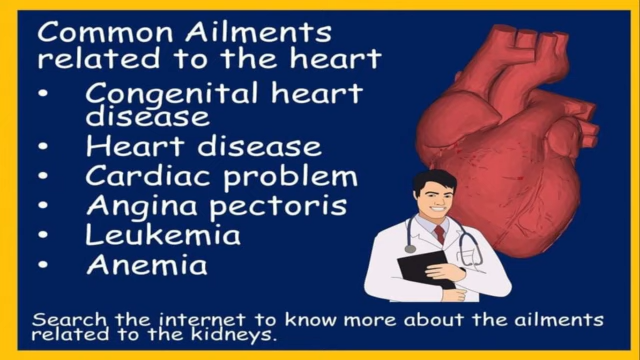 Common Ailments
related to the heart
• Congenital heart
disease
• Heart disease
• Cardiac problem
• Angina pectoris
• Leukemia
• Anemia
Search the internet to know more about the ailments
related to the kidneys.